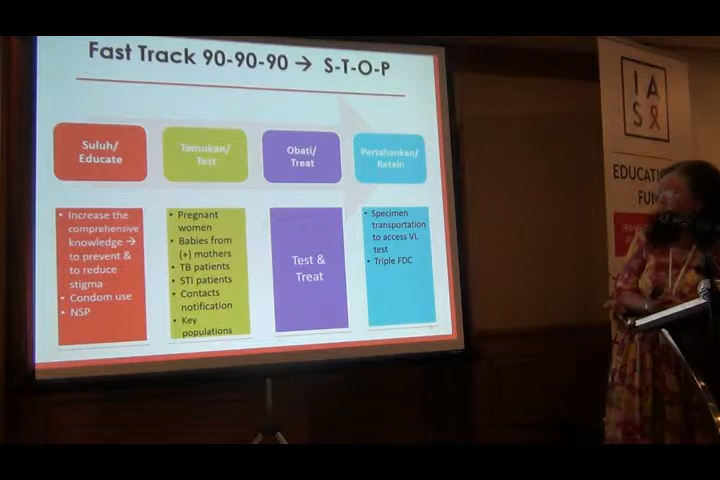 Fast Track 90-90-90 → S-T-O-P
Suluh/
Educate
Temukan/
Test
Obati/
Treat
Pertahankan/
Retain
• Increase the
comprehensive
knowledge →
to prevent &
to reduce
stigma
• Condom use
• NSP
• Pregnant
women
• Babies from
(+) mothers
• TB patients
• STI patients
• Contacts
notification
• Key
populations
Test &
Treat
• Specimen
transportation
to access VL
test
• Triple FDC
I A
S
EDUCATI
FUN